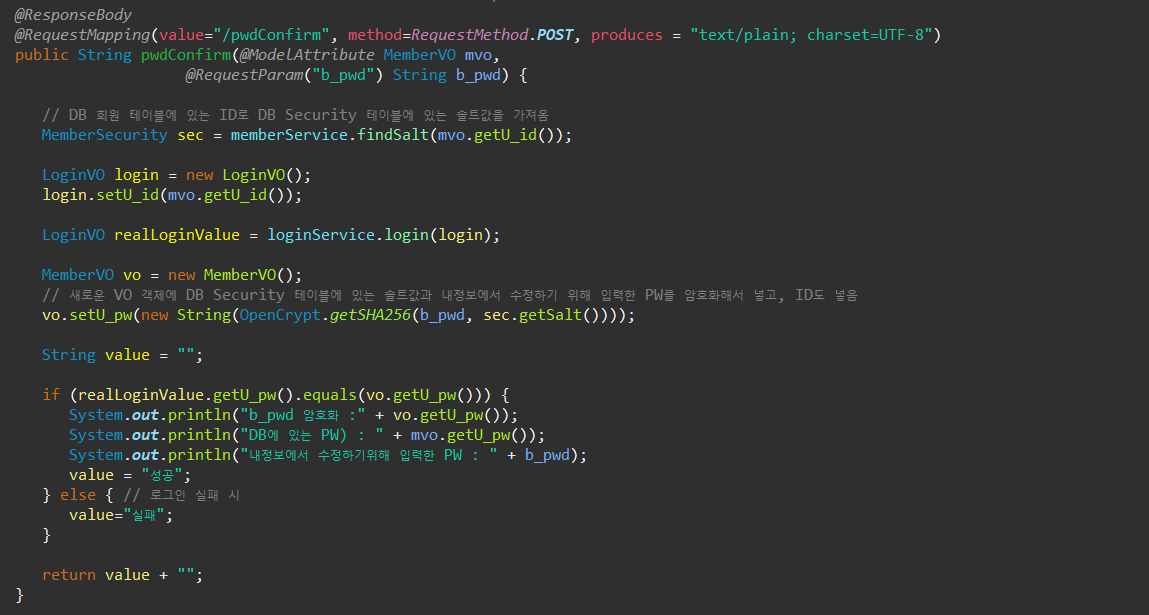 @ResponseBody
@RequestMapping(value="/pwdConfirm", method=RequestMethod.POST, produces = "text/plain; charset=UTF-8")
public String pwdConfirm(@ModelAttribute MemberVO mvo,
@RequestParam("b_pwd") String b_pwd) {
// DB 회원 테이블에 있는 ID로 DB Security 테이블에 있는 솔트값을 가져옴
MemberSecurity sec = memberService.findSalt(mvo.getU_id());
LoginVO login = new LoginVO();
login.setU_id(mvo.getU_id());
LoginVO realLoginValue = loginService.login(login);
MemberVO vo = new MemberVO();
// 새로운 VO 객체에 DB Security 테이블에 있는 솔트값과 내정보에서 수정하기 위해 입력한 PW를 암호화해서 넣고, ID도 넣음
vo.setU_pw(new String(OpenCrypt.getSHA256(b_pwd, sec.getSalt())));
String value = "";
if (realLoginValue.getU_pw().equals(vo.getU_pw())) {
System.out.println("b_pwd 암호화 :" + vo.getU_pw());
System.out.println("DB에 있는 PW) : " + mvo.getU_pw());
System.out.println("내정보에서 수정하기위해 입력한 PW : " + b_pwd);
value = "성공";
} else { // 로그인 실패 시
value="실패";
}
return value + "";
}